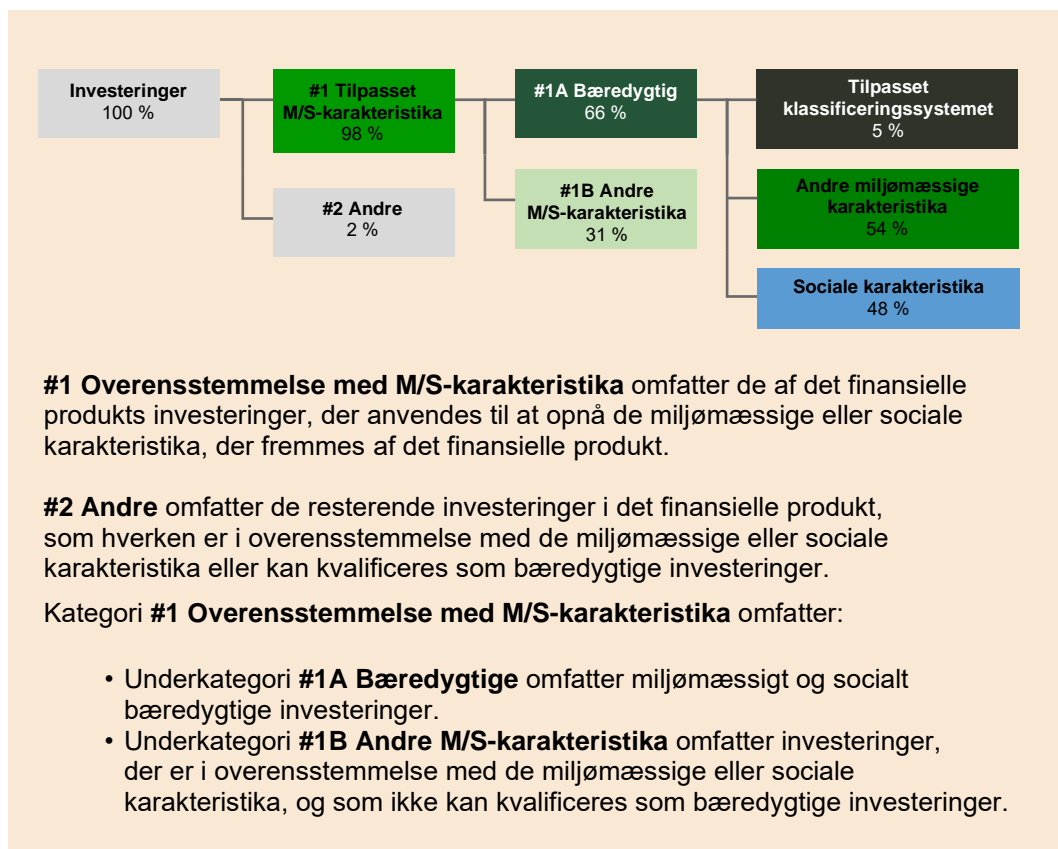 Investeringer
100 %
#1 Tilpasset
M/S-karakteristika
98 %
#2 Andre
2 %
#1A Bæredygtig
66 %
#1B Andre
M/S-karakteristika
31 %
Tilpasset
klassificeringssystemet
5 %
Andre miljømæssige
karakteristika
54 %
Sociale karakteristika
48 %
#1 Overensstemmelse med M/S-karakteristika omfatter de af det finansielle
produkts investeringer, der anvendes til at opnå de miljømæssige eller sociale
karakteristika, der fremmes af det finansielle produkt.
#2 Andre omfatter de resterende investeringer i det finansielle produkt,
som hverken er i overensstemmelse med de miljømæssige eller sociale
karakteristika eller kan kvalificeres som bæredygtige investeringer.
Kategori #1 Overensstemmelse med M/S-karakteristika omfatter:
• Underkategori #1A Bæredygtige omfatter miljømæssigt og socialt
bæredygtige investeringer.
• Underkategori #1B Andre M/S-karakteristika omfatter investeringer,
der er i overensstemmelse med de miljømæssige eller sociale
karakteristika, og som ikke kan kvalificeres som bæredygtige investeringer.